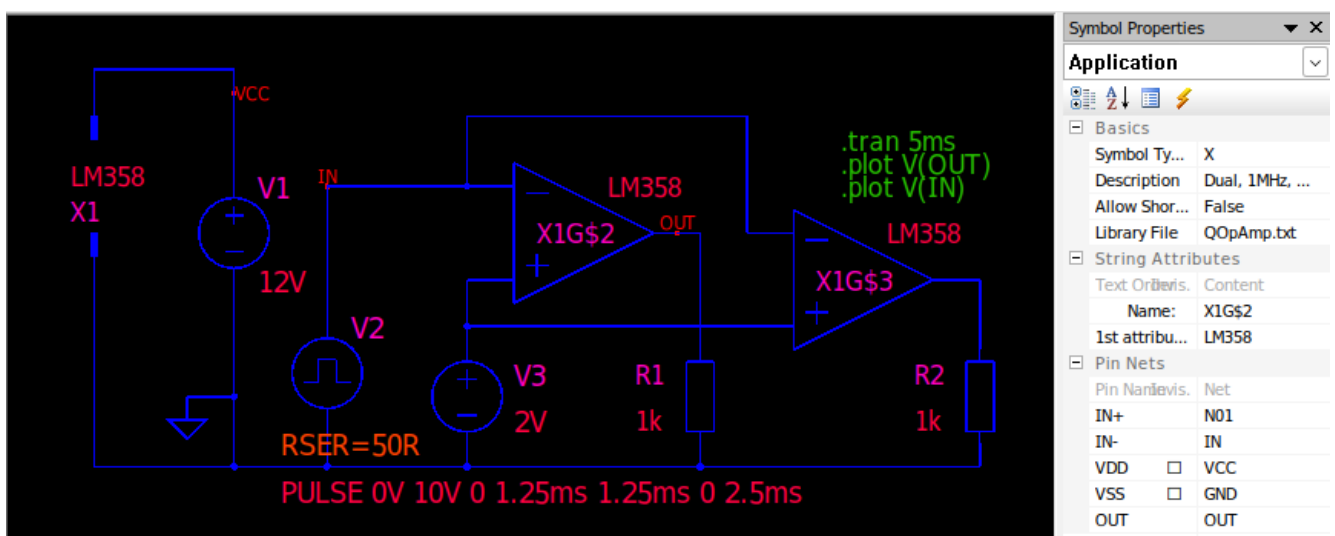 VCC
LM358
X1
V1
12V
IN
V2
RSER=50R
PULSE 0V 10V 0 1.25ms 1.25ms 0 2.5ms
LM358
X1G$2
OUT
V3
2V
R1
1k
.tran 5ms
.plot V(OUT)
.plot V(IN)
LM358
X1G$3
R2
1k
Symbol Properties
Application
Basics
Symbol Ty... X
Description Dual, 1MHz, ...
Allow Shor... False
Library File QOpAmp.txt
String Attributes
Text Content
Name: X1G$2
1st attribu... LM358
Pin Nets
Net
IN+ N01
IN- IN
VDD VCC
VSS GND
OUT OUT